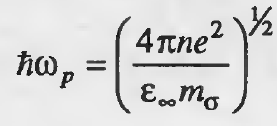 ħω_p = (4πne² / ε_∞ m_σ)^½